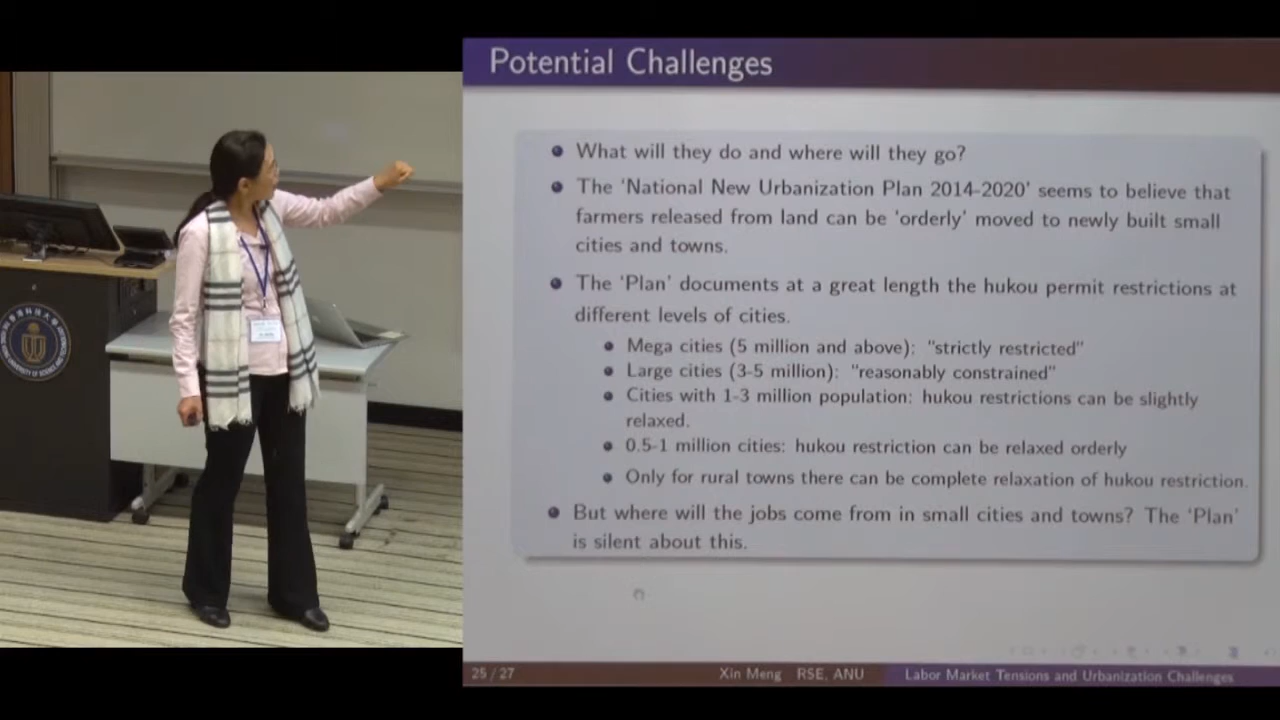 Potential Challenges
What will they do and where will they go?
The 'National New Urbanization Plan 2014-2020' seems to believe that
farmers released from land can be 'orderly' moved to newly built small
cities and towns.
The 'Plan' documents at a great length the hukou permit restrictions at
different levels of cities.
Mega cities (5 million and above): "strictly restricted"
Large cities (3-5 million): "reasonably constrained"
Cities with 1-3 million population: hukou restrictions can be slightly
relaxed.
0.5-1 million cities: hukou restriction can be relaxed orderly
Only for rural towns there can be complete relaxation of hukou restriction.
But where will the jobs come from in small cities and towns? The 'Plan'
is silent about this.
25 / 27
Xin Meng RSE, ANU
Labor Market Tensions and Urbanization Challenges